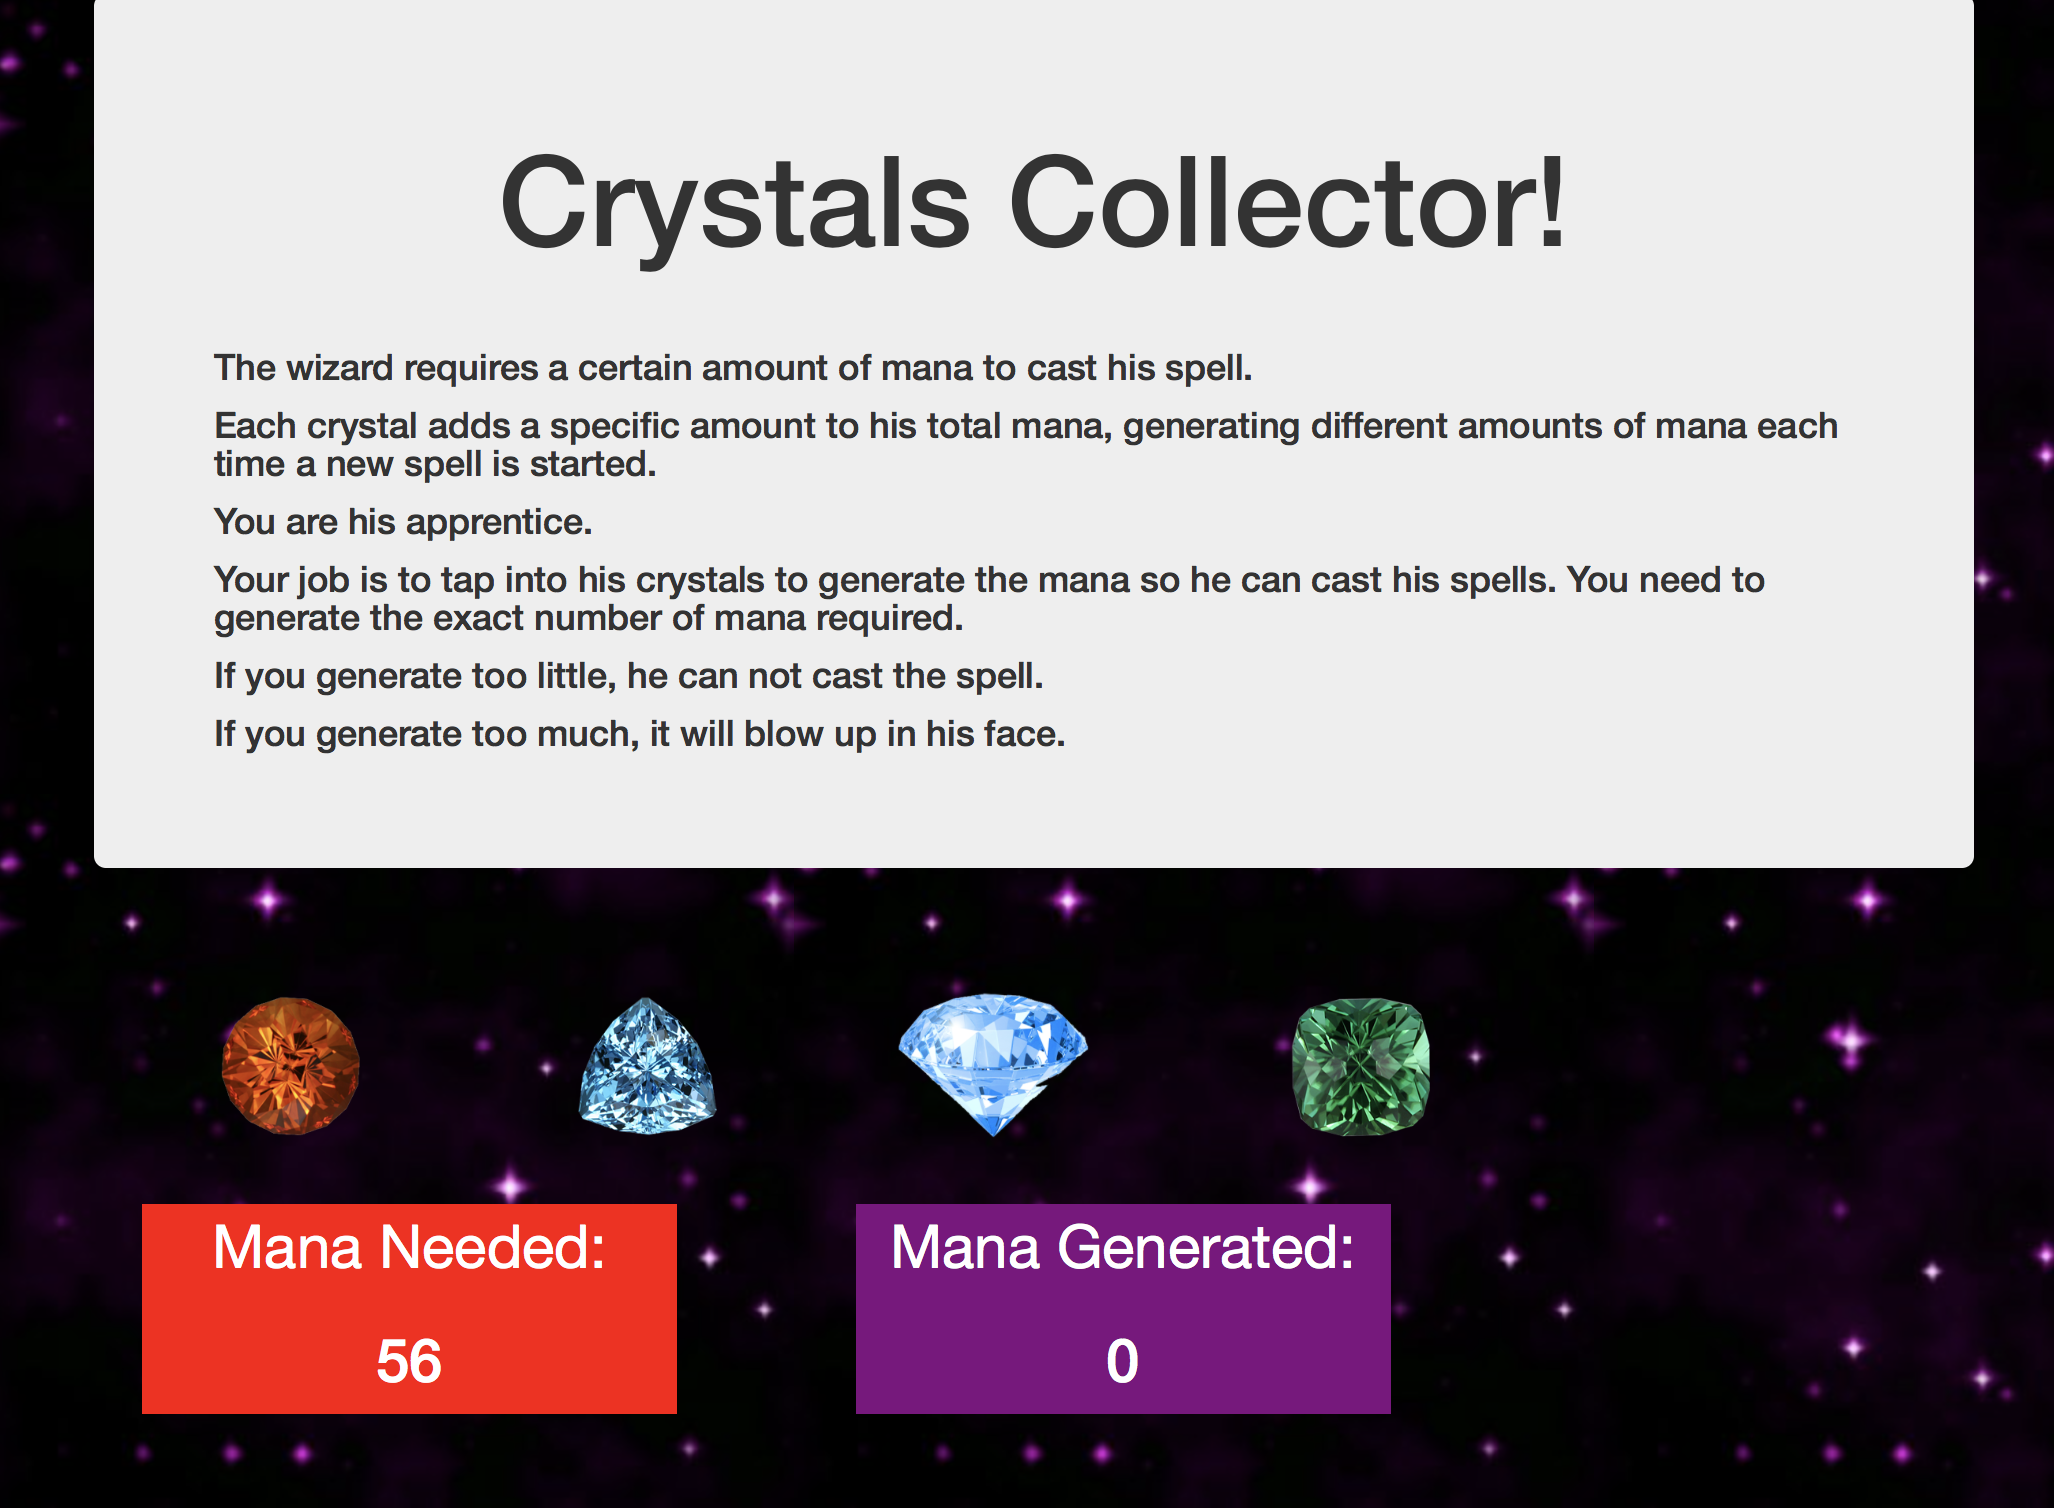 Crystals Collector!
The wizard requires a certain amount of mana to cast his spell.
Each crystal adds a specific amount to his total mana, generating different amounts of mana each
time a new spell is started.
You are his apprentice.
Your job is to tap into his crystals to generate the mana so he can cast his spells. You need to
generate the exact number of mana required.
If you generate too little, he can not cast the spell.
If you generate too much, it will blow up in his face.
Mana Needed:
56
Mana Generated:
0